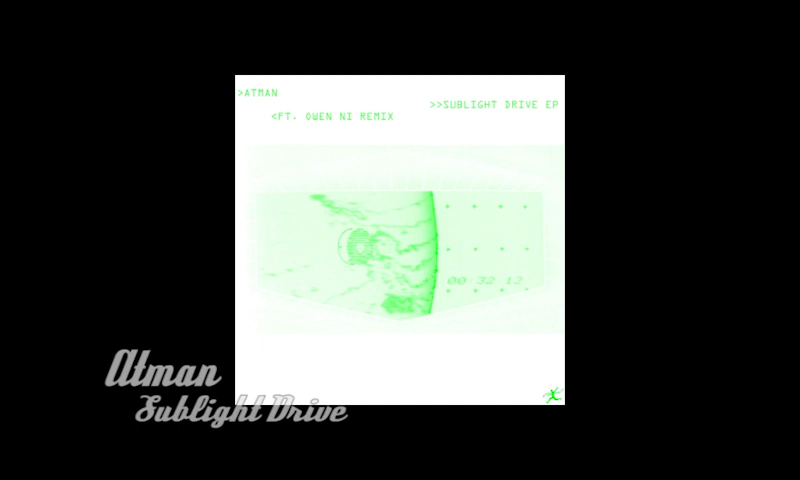 >ATMAN
>>SUBLIGHT DRIVE EP
<FT. OWEN NI REMIX
00:32 12
Atman
Sublight Drive